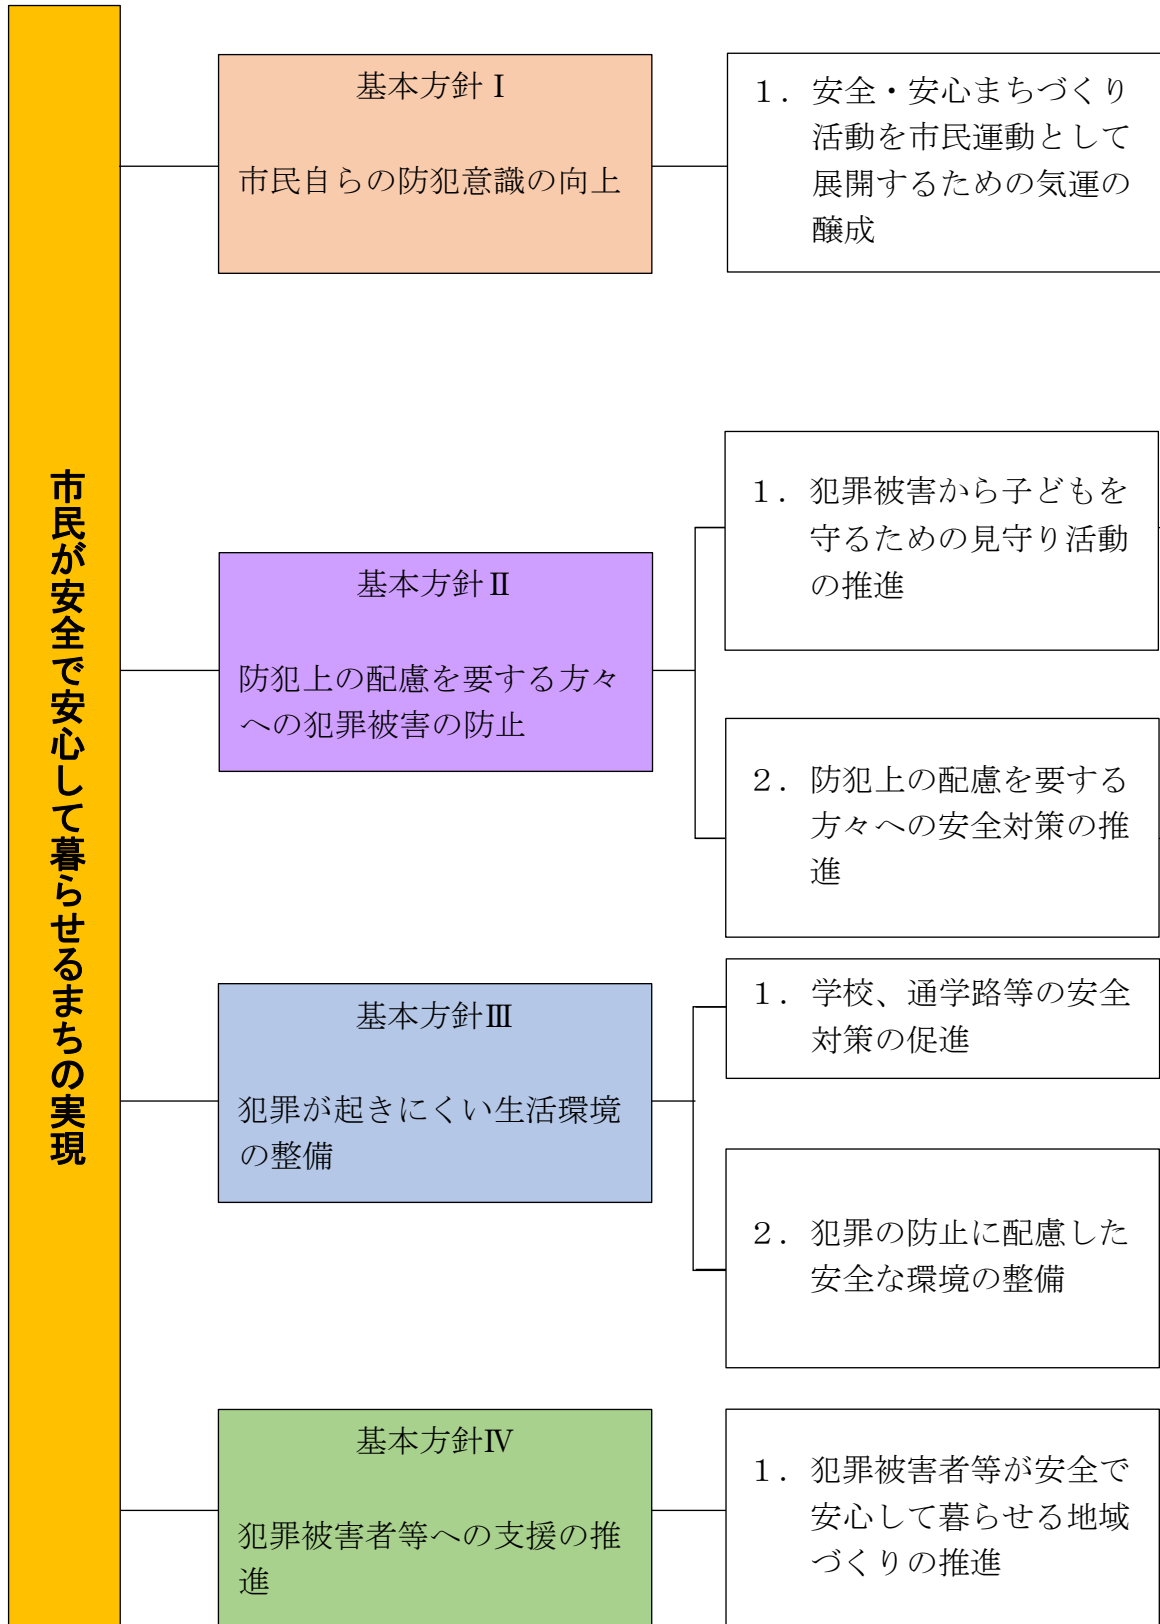 市民が安全で安心して暮らせるまちの実現
基本方針Ⅰ
市民自らの防犯意識の向上
１．安全・安心まちづくり
活動を市民運動として
展開するための気運の
醸成
基本方針Ⅱ
防犯上の配慮を要する方々
への犯罪被害の防止
１．犯罪被害から子どもを
守るための見守り活動
の推進
２．防犯上の配慮を要する
方々への安全対策の推
進
基本方針Ⅲ
犯罪が起きにくい生活環境
の整備
１．学校、通学路等の安全
対策の促進
２．犯罪の防止に配慮した
安全な環境の整備
基本方針Ⅳ
犯罪被害者等への支援の推
進
１．犯罪被害者等が安全で
安心して暮らせる地域
づくりの推進